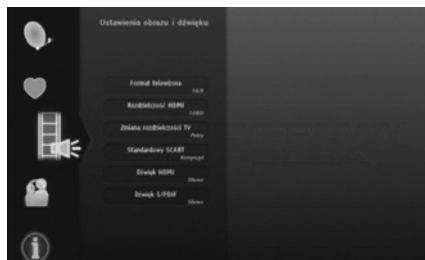 Ustawienia obrazu i dźwięku
Format telewizora
16/9
Rozdzielczość HDMI
1080i
Zmiana rozdzielczości TV
Pełny
Standardowy SCART
Kompozyt
Dźwięk HDMI
Stereo
Dźwięk S/PDIF
Stereo